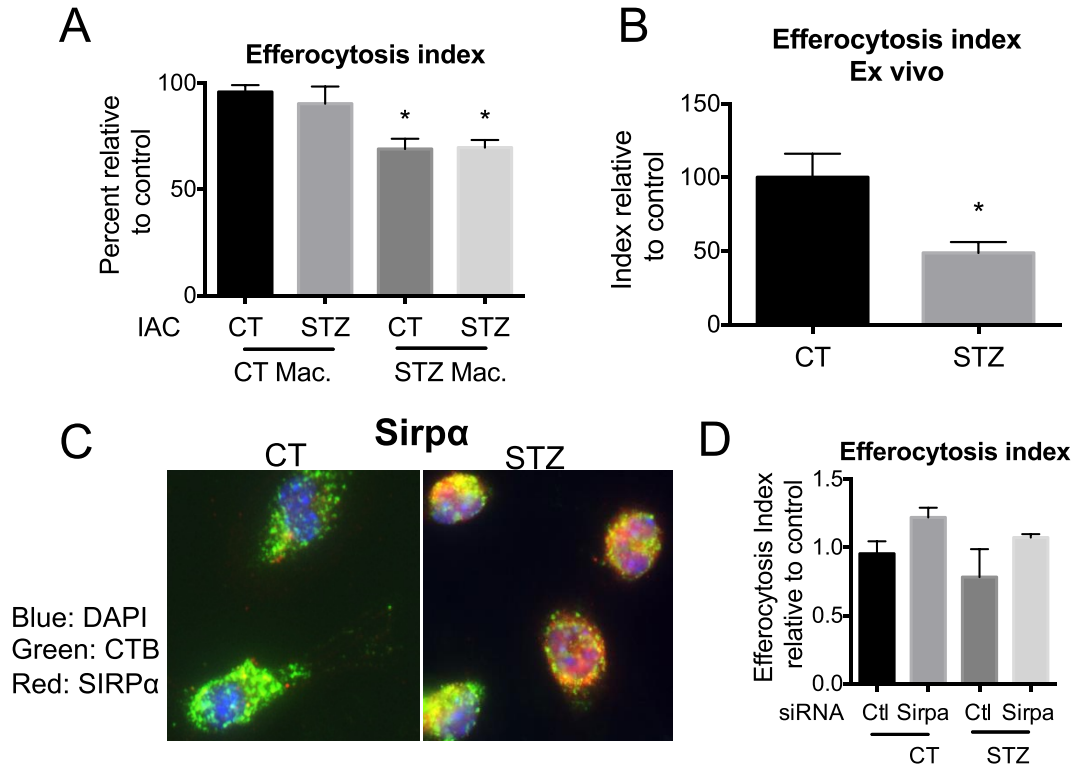 A
Efferocytosis index
Percent relative
to control
100
50
0
IAC CT STZ CT STZ
CT Mac. STZ Mac.
* *
B
Efferocytosis index
Ex vivo
Index relative
to control
150
100
50
0
*
CT STZ
C
Sirpα
CT STZ
Blue: DAPI
Green: CTB
Red: SIRPα
D
Efferocytosis index
Efferocytosis Index
relative to control
1.5
1.0
0.5
0.0
siRNA Ctl Sirpa Ctl Sirpa
CT STZ